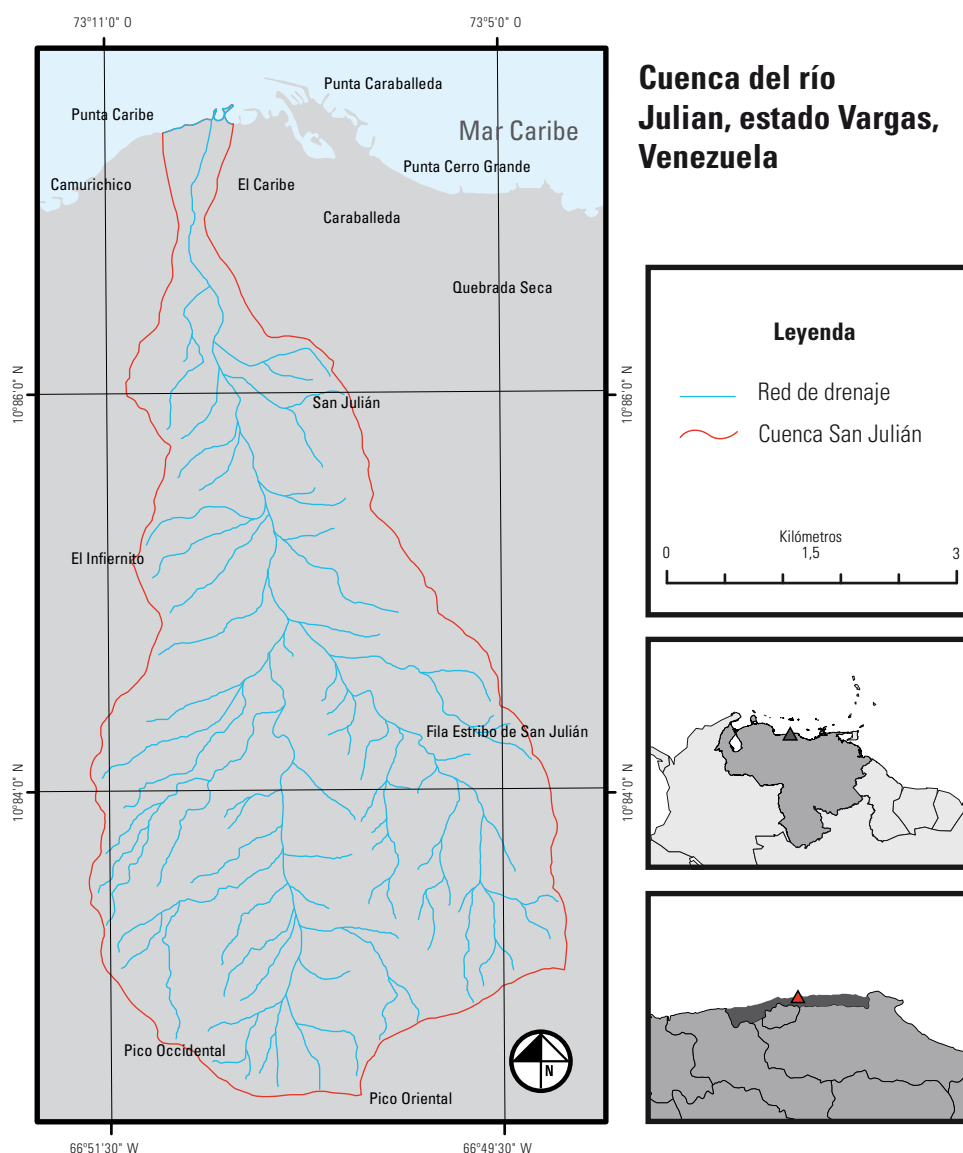 73°11'0" O
73°5'0" O
Cuenca del río
Julian, estado Vargas,
Venezuela
Punta Caraballeda
Punta Caribe
Mar Caribe
Punta Cerro Grande
Camurichico
El Caribe
Caraballeda
Quebrada Seca
10°86'0" N
10°86'0" N
San Julián
El Infiernito
Fila Estribo de San Julián
10°84'0" N
10°84'0" N
Pico Occidental
N
Pico Oriental
66°51'30" W
66°49'30" W
Leyenda
Red de drenaje
Cuenca San Julián
Kilómetros
0 1,5 3